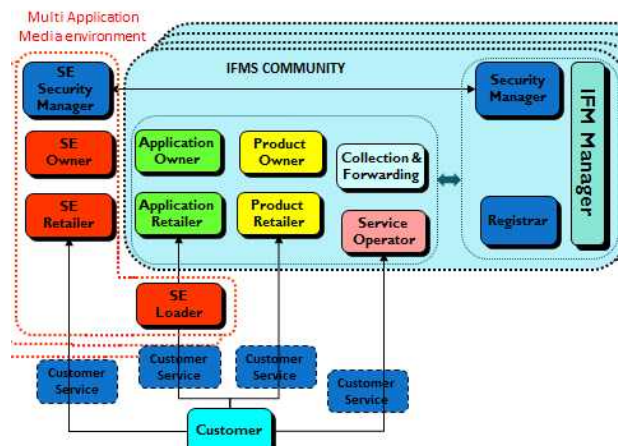 Multi Application
Media environment
IFMS COMMUNITY
SE
Security
Manager
Security
Manager
IFM Manager
SE
Owner
Application
Owner
Product
Owner
Collection &
Forwarding
SE
Retailer
Application
Retailer
Product
Retailer
Service
Operator
Registrar
SE
Loader
Customer
Service
Customer
Service
Customer
Service
Customer
Service
Customer